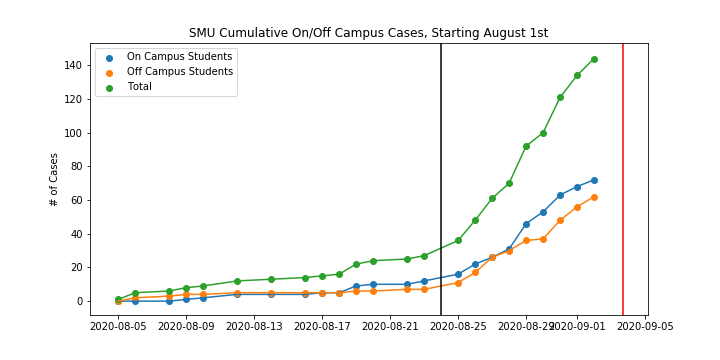 SMU Cumulative On/Off Campus Cases, Starting August 1st
On Campus Students
Off Campus Students
Total
# of Cases
140
120
100
80
60
40
20
0
2020-08-05 2020-08-09 2020-08-13 2020-08-17 2020-08-21 2020-08-25 2020-08-29 2020-09-01 2020-09-05